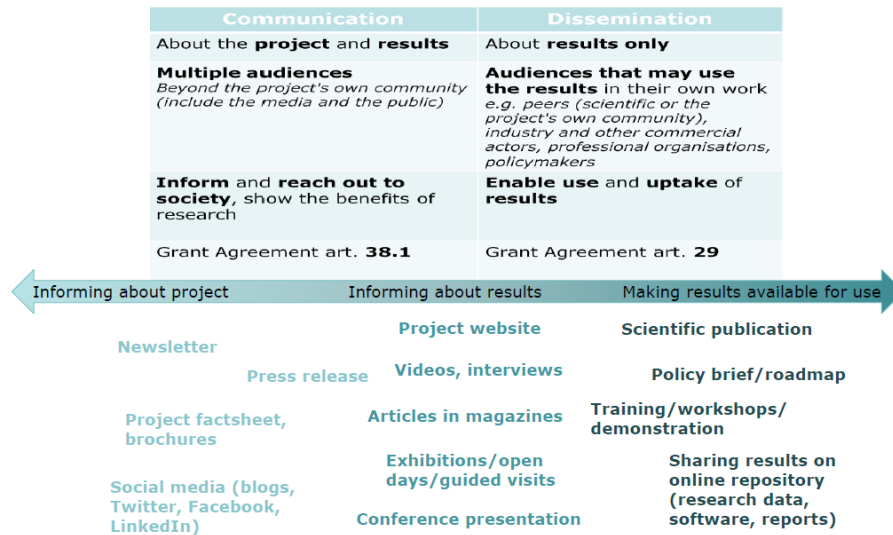 Communication
Dissemination
About the project and results
About results only
Multiple audiences
Beyond the project's own community
(include the media and the public)
Audiences that may use
the results in their own work
e.g. peers (scientific or the
project's own community),
industry and other commercial
actors, professional organisations,
policymakers
Inform and reach out to
society, show the benefits of
research
Enable use and uptake of
results
Grant Agreement art. 38.1
Grant Agreement art. 29
Informing about project
Informing about results
Making results available for use
Newsletter
Press release
Project factsheet,
brochures
Social media (blogs,
Twitter, Facebook,
LinkedIn)
Project website
Videos, interviews
Articles in magazines
Exhibitions/open
days/guided visits
Conference presentation
Scientific publication
Policy brief/roadmap
Training/workshops/
demonstration
Sharing results on
online repository
(research data,
software, reports)